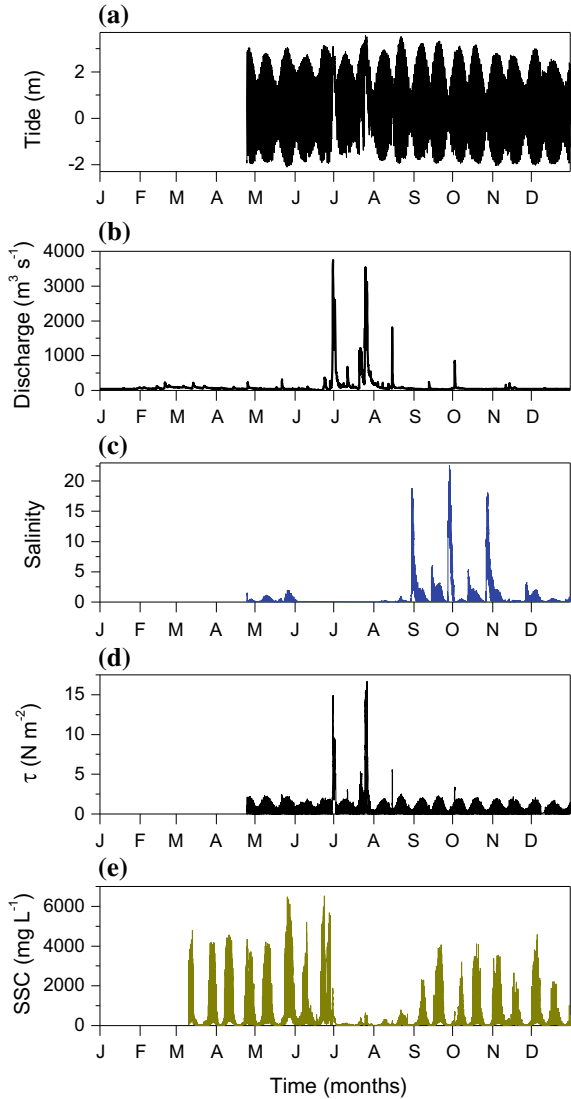 (a)
Tide (m)
2
0
-2
J F M A M J J A S O N D
(b)
Discharge (m³ s⁻¹)
4000
3000
2000
1000
0
J F M A M J J A S O N D
(c)
Salinity
20
15
10
5
0
J F M A M J J A S O N D
(d)
τ (N m⁻²)
15
10
5
0
J F M A M J J A S O N D
(e)
SSC (mg L⁻¹)
6000
4000
2000
0
J F M A M J J A S O N D
Time (months)